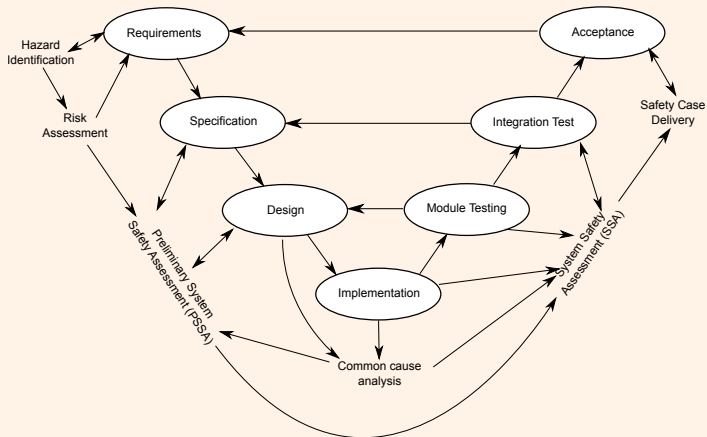 Requirements
Acceptance
Hazard
Identification
Risk
Assessment
Safety Case
Delivery
Specification
Integration Test
Design
Module Testing
Preliminary System
Safety Assessment (PSSA)
System Safety
Assessment (SSA)
Implementation
Common cause
analysis